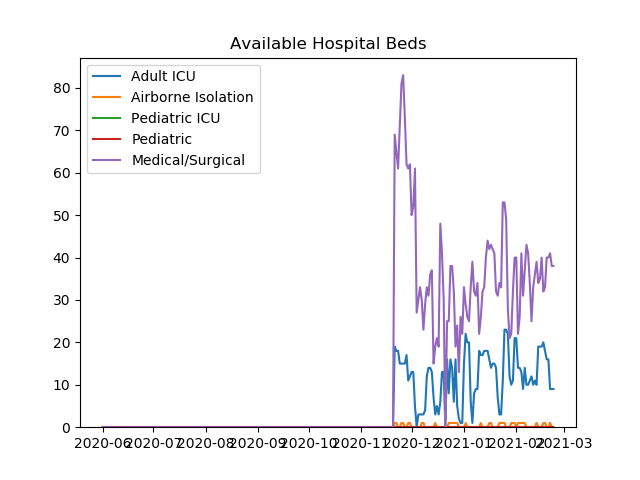 Available Hospital Beds
Adult ICU
Airborne Isolation
Pediatric ICU
Pediatric
Medical/Surgical
80
70
60
50
40
30
20
10
0
2020-06 2020-07 2020-08 2020-09 2020-10 2020-11 2020-12 2021-01 2021-02 2021-03